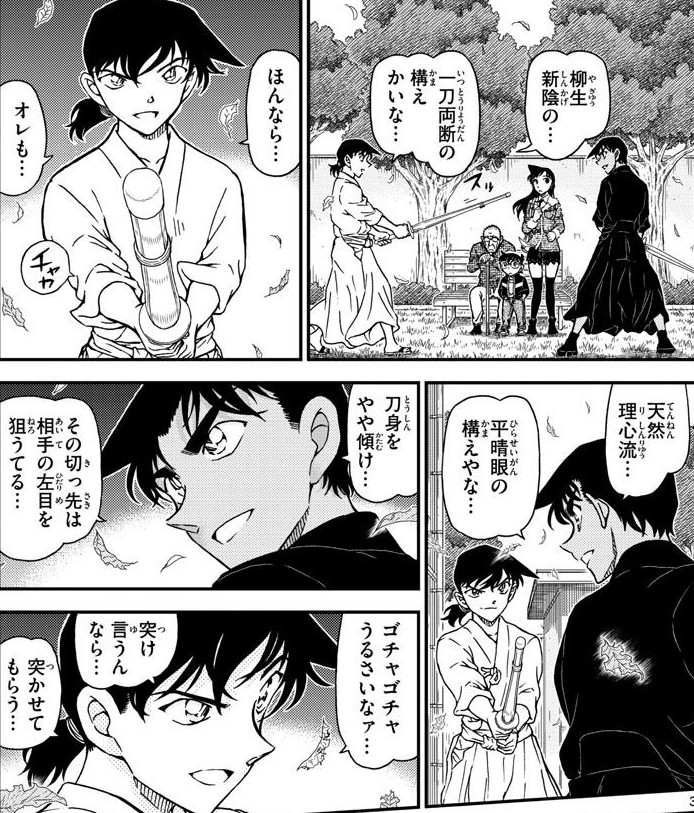 柳生
新陰の…
一刀両断の
構え
かいな…
スッ
ほんなら…
オレも…
チャカ
天然
理心流…
平晴眼の
構えやな…
刀身を
やや傾け…
その切っ先は
相手の左目を
狙うてる…
ゴチャゴチャ
うるさいなァ…
突け
言うん
なら…
突かせて
もらう…
3